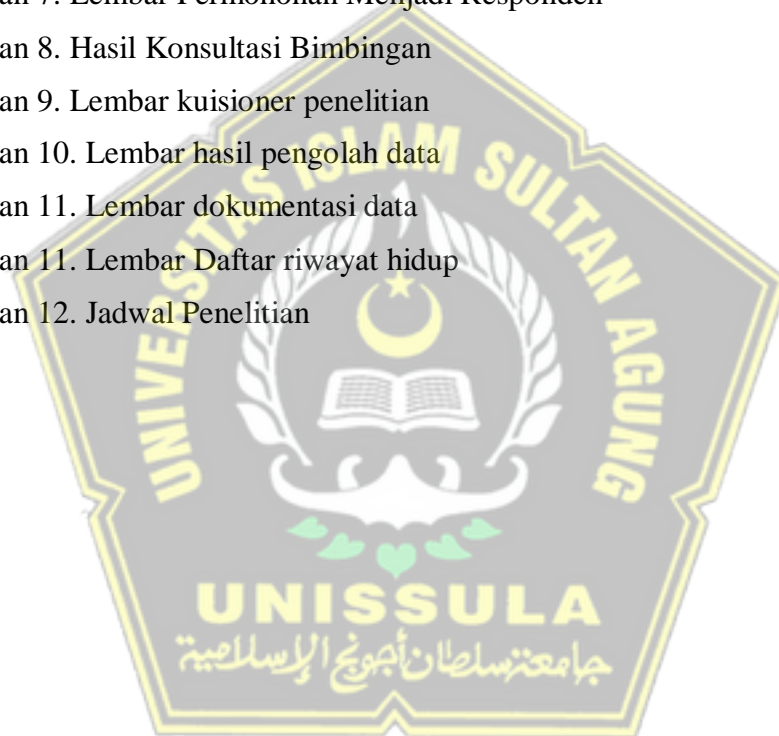 an 7. Lembar Permohonan Menjadi Responden
an 8. Hasil Konsultasi Bimbingan
an 9. Lembar kuisioner penelitian
an 10. Lembar hasil pengolah data
an 11. Lembar dokumentasi data
an 11. Lembar Daftar riwayat hidup
an 12. Jadwal Penelitian
UNIVERSITAS ISLAM SULTAN AGUNG
UNISSULA
جامعة سلطان أجونج الإسلامية